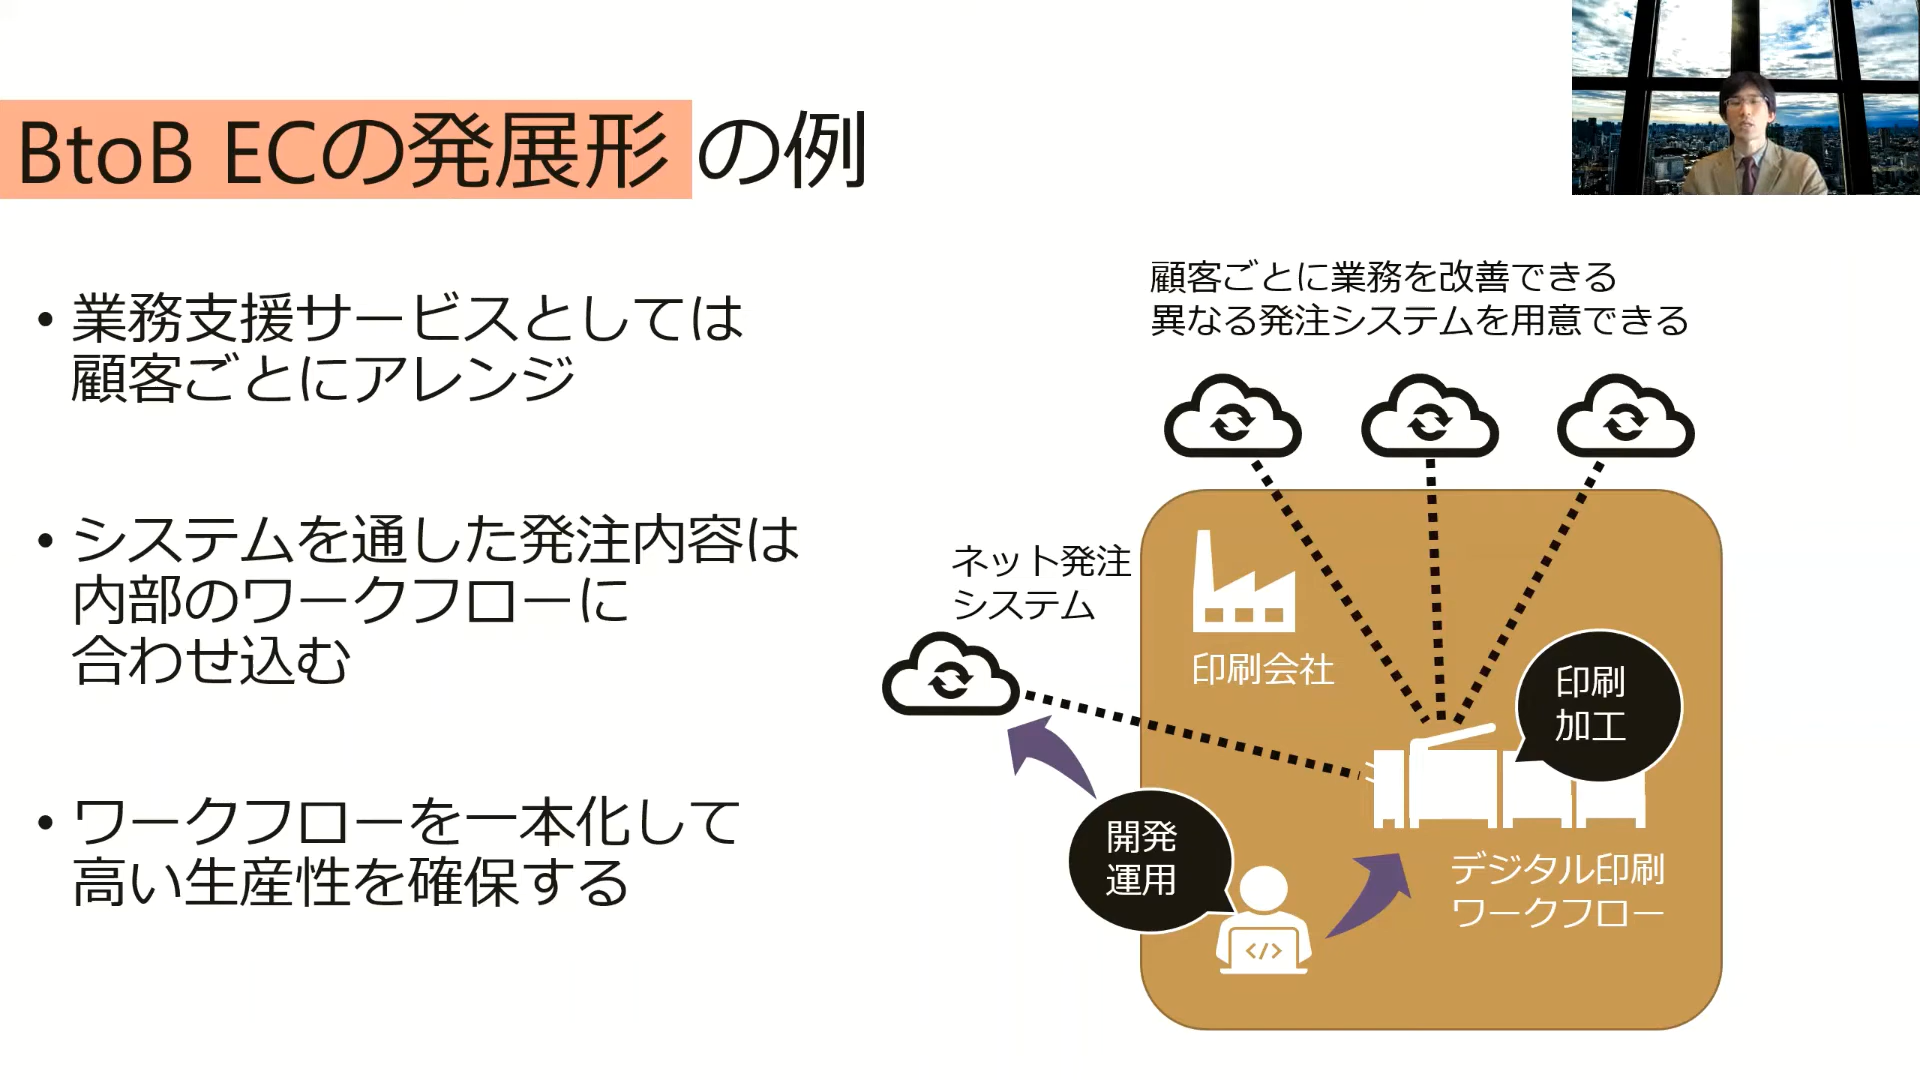 BtoB ECの発展形 の例
• 業務支援サービスとしては
顧客ごとにアレンジ
• システムを通した発注内容は
内部のワークフローに
合わせ込む
• ワークフローを一本化して
高い生産性を確保する
顧客ごとに業務を改善できる
異なる発注システムを用意できる
ネット発注
システム
印刷会社
印刷
加工
開発
運用
</>
デジタル印刷
ワークフロー